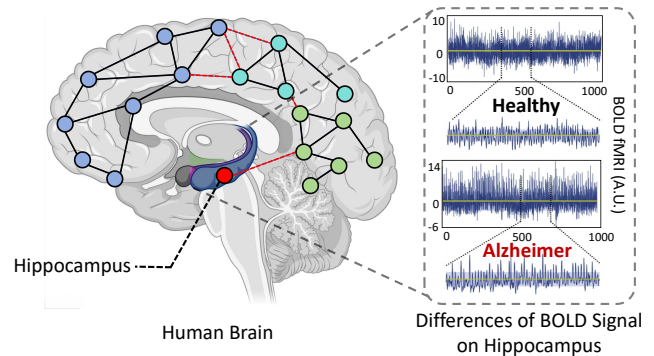 10
0
-10
0
500
1000
Healthy
14
0
-6
0
500
1000
Alzheimer
BOLD fMRI (A.U.)
Hippocampus
Human Brain
Differences of BOLD Signal
on Hippocampus